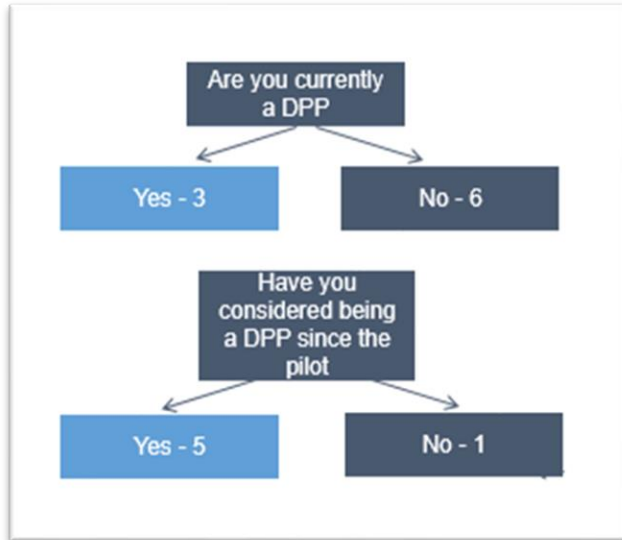 Are you currently
a DPP
Yes - 3
No - 6
Have you
considered being
a DPP since the
pilot
Yes - 5
No - 1